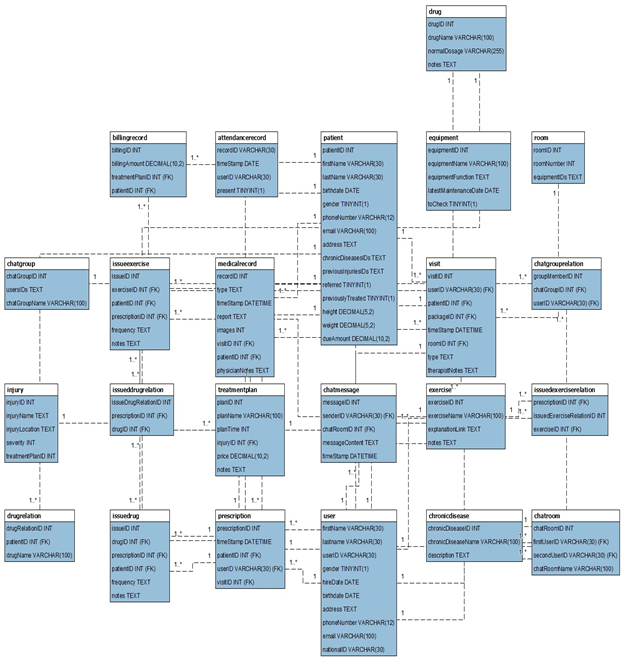 drug
drugID INT
drugName VARCHAR(100)
normalDosage VARCHAR(255)
notes TEXT
billingrecord
billingID INT
billingAmount DECIMAL(10,2)
treatmentPlanID INT (FK)
patientID INT (FK)
attendancerecord
recordID VARCHAR(30)
timeStamp DATE
userID VARCHAR(30)
present TINYINT(1)
patient
patientID INT
firstName VARCHAR(30)
lastName VARCHAR(30)
birthdate DATE
gender TINYINT(1)
phoneNumber VARCHAR(12)
email VARCHAR(100)
address TEXT
chronicDiseasesIDs TEXT
previousInjuriesIDs TEXT
referred TINYINT(1)
previouslyTreated TINYINT(1)
height DECIMAL(5,2)
weight DECIMAL(5,2)
dueAmount DECIMAL(10,2)
equipment
equipmentID INT
equipmentName VARCHAR(100)
equipmentFunction TEXT
latestMaintenanceDate DATE
toCheck TINYINT(1)
room
roomID INT
roomNumber INT
equipmentIDs TEXT
chatgroup
chatGroupID INT
usersIDs TEXT
chatGroupName VARCHAR(100)
issueexercise
issueID INT
exerciseID INT (FK)
patientID INT (FK)
prescriptionID INT (FK)
frequency TEXT
notes TEXT
medicalrecord
recordID INT
type TEXT
timeStamp DATETIME
report TEXT
images INT
visitID INT (FK)
patientID INT (FK)
physicianNotes TEXT
visit
visitID INT
userID VARCHAR(30) (FK)
patientID INT (FK)
packageID INT (FK)
timeStamp DATETIME
roomID INT (FK)
type TEXT
therapistNotes TEXT
chatgrouprelation
groupMemberID INT
chatGroupID INT (FK)
userID VARCHAR(30) (FK)
injury
injuryID INT
injuryName TEXT
injuryLocation TEXT
severity INT
treatmentPlanID INT
issueddrugrelation
issueDrugRelationID INT
prescriptionID INT (FK)
drugID INT (FK)
treatmentplan
planID INT
planName VARCHAR(100)
planTime INT
injuryID INT (FK)
price DECIMAL(10,2)
notes TEXT
chatmessage
messageID INT
senderID VARCHAR(30) (FK)
chatRoomID INT (FK)
messageContent TEXT
timeStamp DATETIME
exercise
exerciseID INT
exerciseName VARCHAR(100)
explanationLink TEXT
notes TEXT
issuedexerciserelation
prescriptionID INT (FK)
issuedExerciseRelationID INT
exerciseID INT (FK)
drugrelation
drugRelationID INT
patientID INT (FK)
drugName VARCHAR(100)
issuedrug
issueID INT
drugID INT (FK)
prescriptionID INT (FK)
patientID INT (FK)
frequency TEXT
notes TEXT
prescription
prescriptionID INT
timeStamp DATETIME
patientID INT (FK)
userID VARCHAR(30) (FK)
visitID INT (FK)
user
firstName VARCHAR(30)
lastname VARCHAR(30)
userID VARCHAR(30)
gender TINYINT(1)
hireDate DATE
birthdate DATE
address TEXT
phoneNumber VARCHAR(12)
email VARCHAR(100)
nationalID VARCHAR(30)
chronicdisease
chronicDiseaseID INT
chronicDiseaseName VARCHAR(100)
description TEXT
chatroom
chatRoomID INT
firstUserID VARCHAR(30) (FK)
secondUserID VARCHAR(30) (FK)
chatRoomName VARCHAR(100)